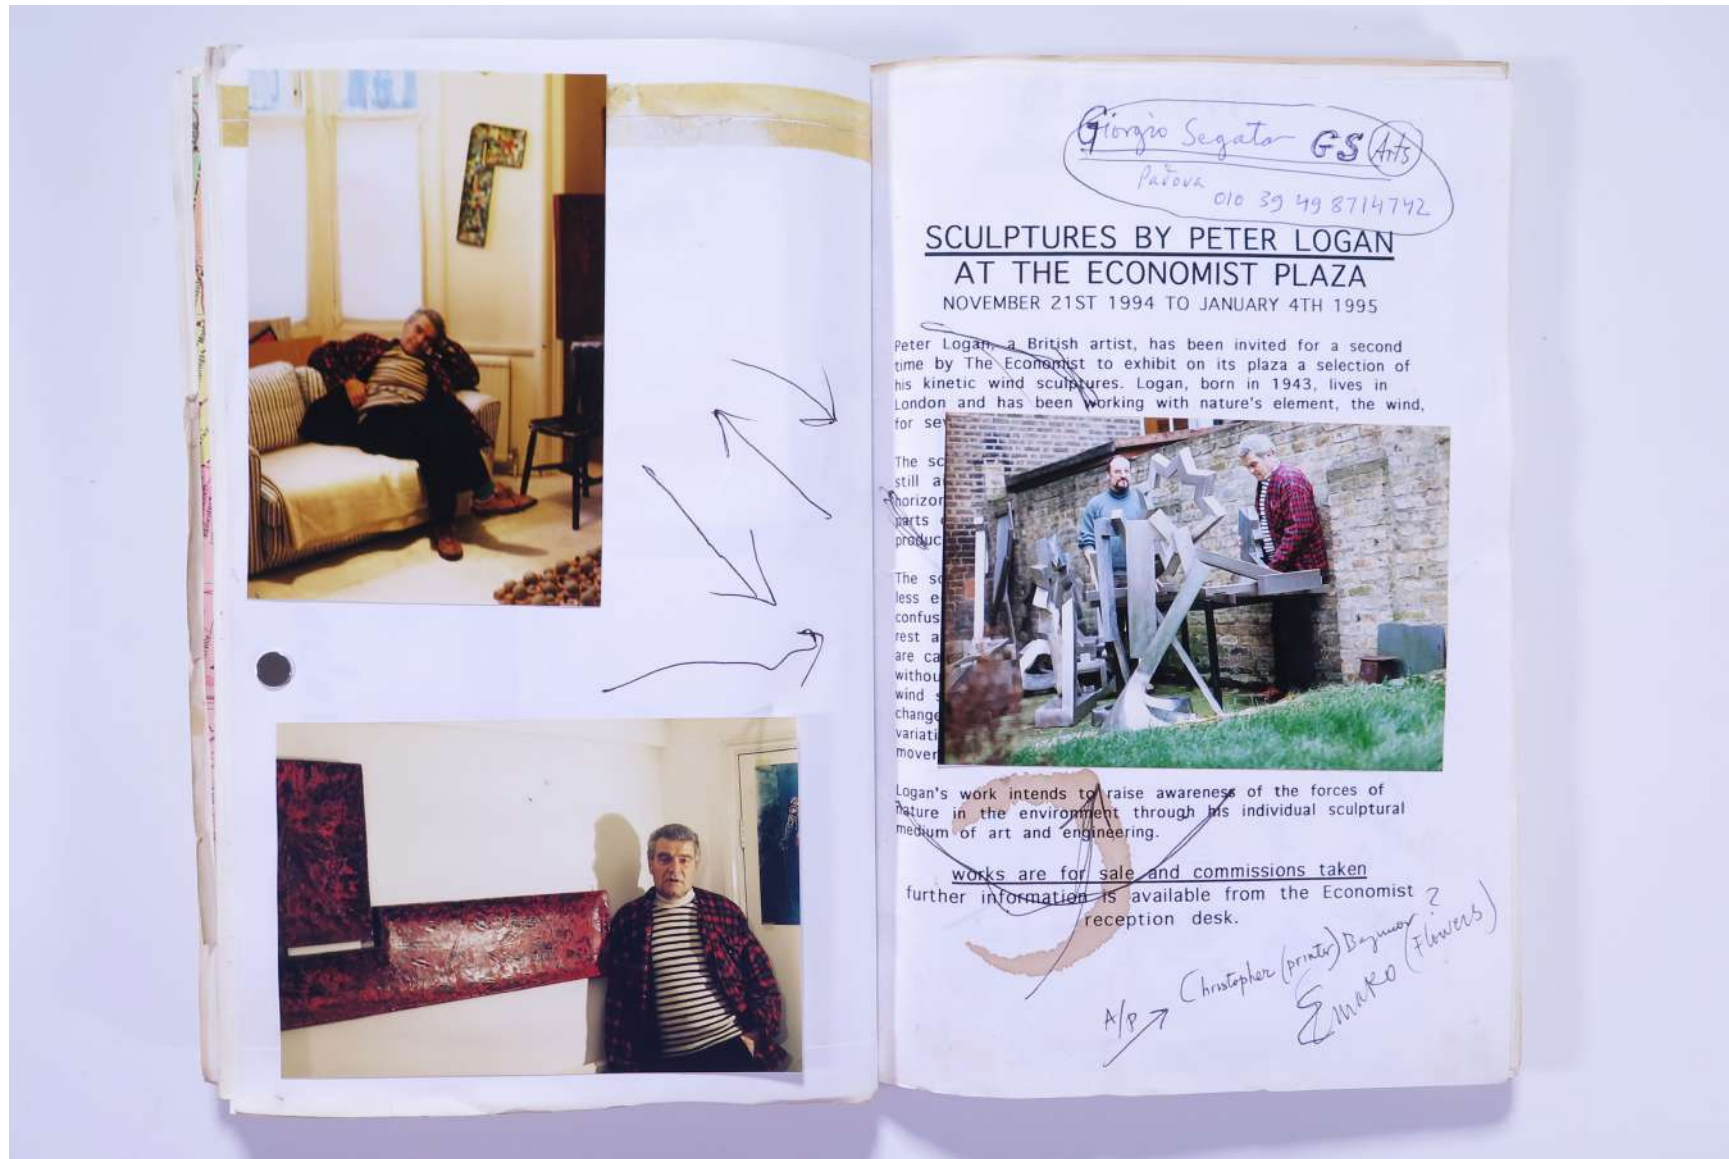 Giorgio Segato GS Arts
Padova
010 39 49 8714742
SCULPTURES BY PETER LOGAN
AT THE ECONOMIST PLAZA
NOVEMBER 21ST 1994 TO JANUARY 4TH 1995
Peter Logan, a British artist, has been invited for a second
time by The Economist to exhibit on its plaza a selection of
his kinetic wind sculptures. Logan, born in 1943, lives in
London and has been working with nature's element, the wind,
for se
The sc
still a
horizon
parts
produc
The sc
less e
confus
rest a
are ca
withou
wind s
change
variati
mover
Logan's work intends to raise awareness of the forces of
nature in the environment through his individual sculptural
medium of art and engineering.
works are for sale and commissions taken
further information is available from the Economist
reception desk.
A/P Christopher (printer) ?
(Flowers)